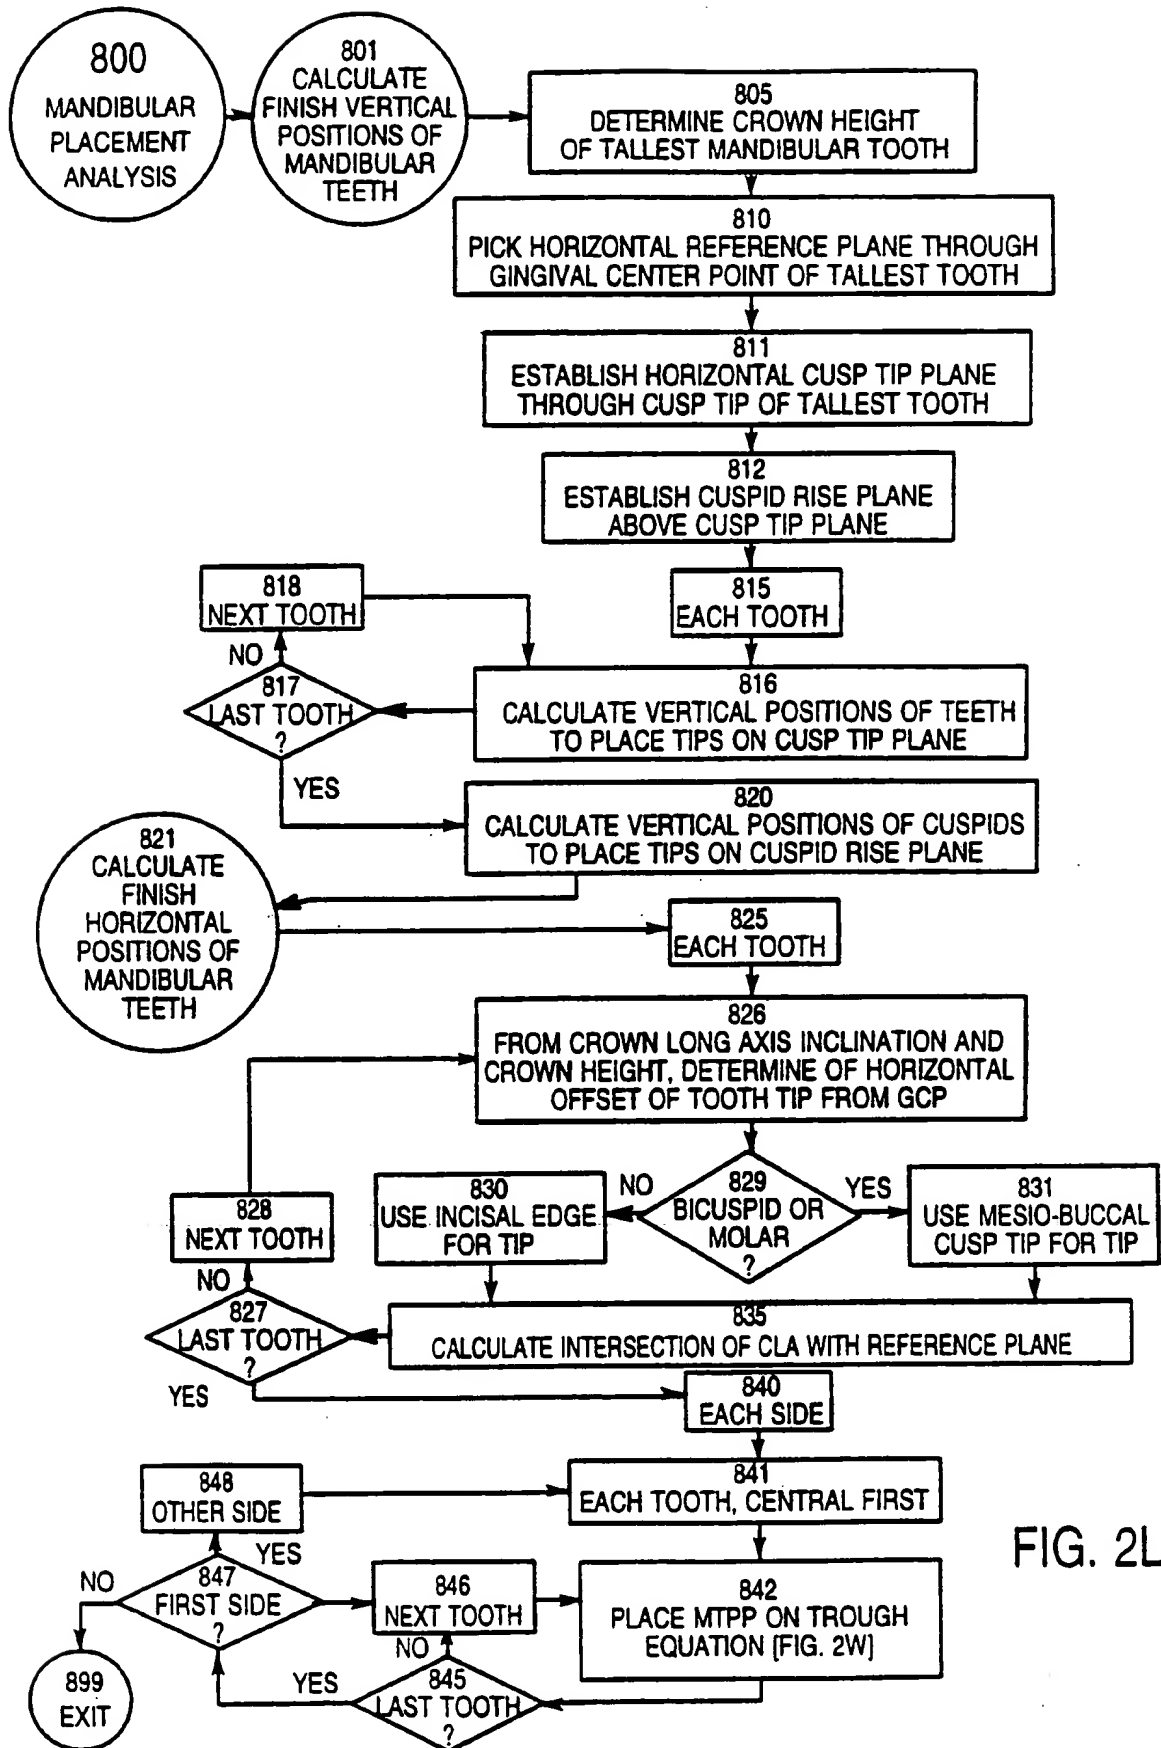 800
MANDIBULAR
PLACEMENT
ANALYSIS
801
CALCULATE
FINISH VERTICAL
POSITIONS OF
MANDIBULAR
TEETH
805
DETERMINE CROWN HEIGHT
OF TALLEST MANDIBULAR TOOTH
810
PICK HORIZONTAL REFERENCE PLANE THROUGH
GINGIVAL CENTER POINT OF TALLEST TOOTH
811
ESTABLISH HORIZONTAL CUSP TIP PLANE
THROUGH CUSP TIP OF TALLEST TOOTH
812
ESTABLISH CUSPID RISE PLANE
ABOVE CUSP TIP PLANE
815
EACH TOOTH
818
NEXT TOOTH
NO
817
LAST TOOTH
?
YES
816
CALCULATE VERTICAL POSITIONS OF TEETH
TO PLACE TIPS ON CUSP TIP PLANE
820
CALCULATE VERTICAL POSITIONS OF CUSPIDS
TO PLACE TIPS ON CUSPID RISE PLANE
821
CALCULATE
FINISH
HORIZONTAL
POSITIONS OF
MANDIBULAR
TEETH
825
EACH TOOTH
826
FROM CROWN LONG AXIS INCLINATION AND
CROWN HEIGHT, DETERMINE OF HORIZONTAL
OFFSET OF TOOTH TIP FROM GCP
829
BICUSPID OR
MOLAR
?
NO
YES
830
USE INCISAL EDGE
FOR TIP
831
USE MESIO-BUCCAL
CUSP TIP FOR TIP
828
NEXT TOOTH
NO
827
LAST TOOTH
?
YES
835
CALCULATE INTERSECTION OF CLA WITH REFERENCE PLANE
840
EACH SIDE
841
EACH TOOTH, CENTRAL FIRST
848
OTHER SIDE
YES
NO
847
FIRST SIDE
?
846
NEXT TOOTH
NO
842
PLACE MTPP ON TROUGH
EQUATION [FIG. 2W]
845
LAST TOOTH
?
YES
899
EXIT
FIG. 2L